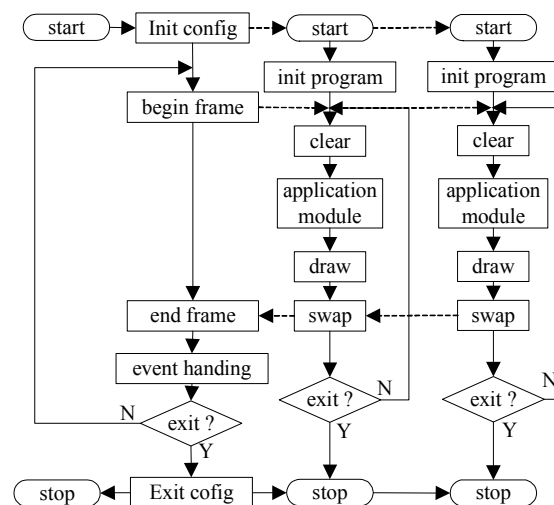 start
Init config
start
start
init program
init program
begin frame
clear
clear
application
module
application
module
draw
draw
end frame
swap
swap
event handing
N
exit ?
Y
exit ?
N
Y
exit ?
N
Y
stop
Exit cofig
stop
stop